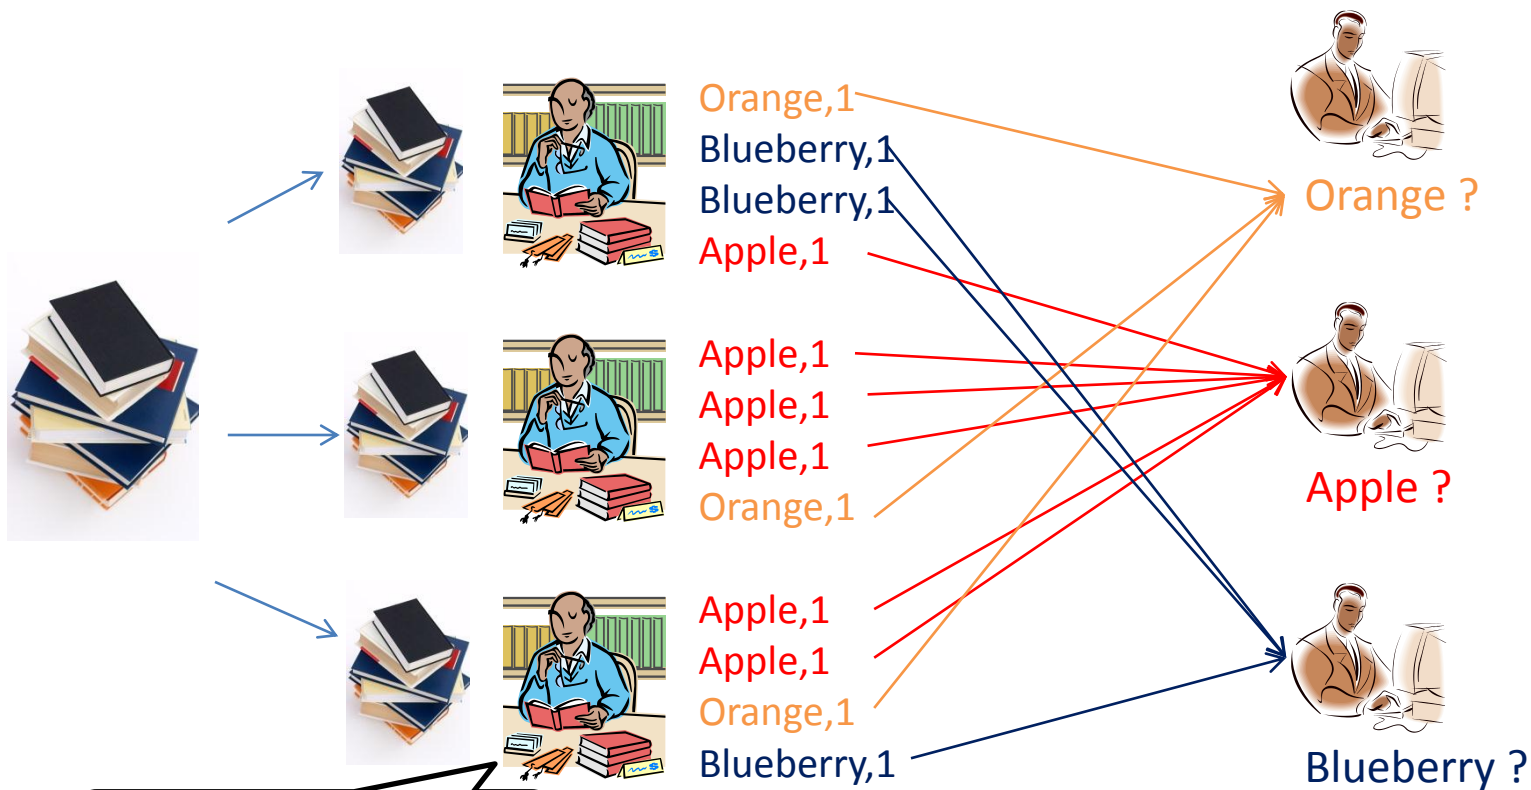 Orange,1
Blueberry,1
Blueberry,1
Apple,1
Apple,1
Apple,1
Apple,1
Orange,1
Apple,1
Apple,1
Orange,1
Blueberry,1
Orange ?
Apple ?
Blueberry ?